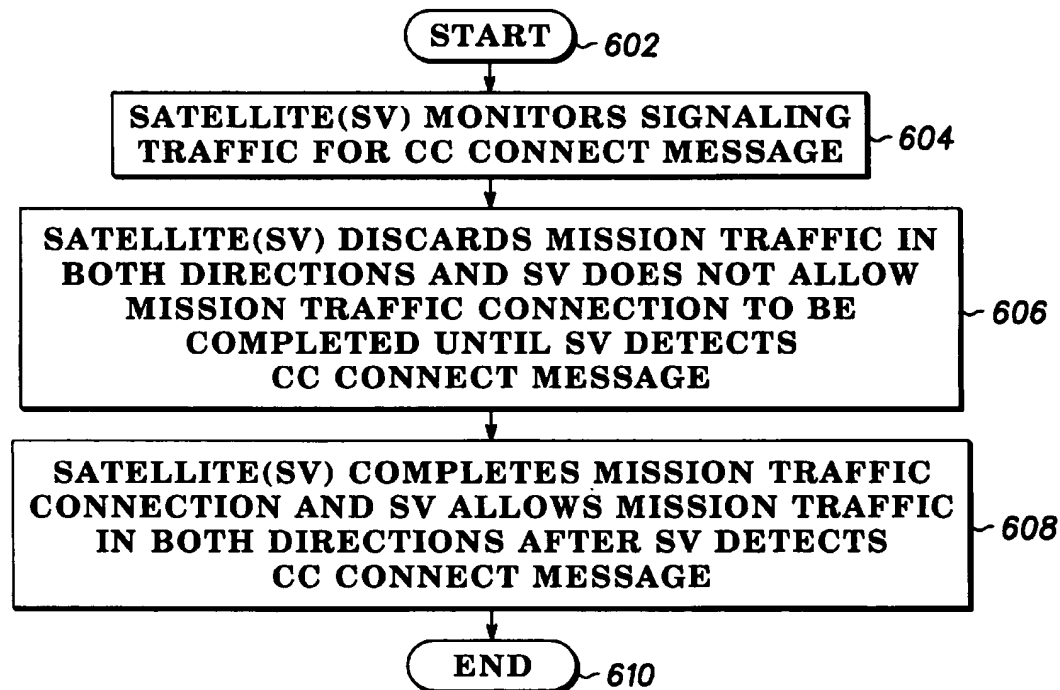 START
602
SATELLITE(SV) MONITORS SIGNALING
TRAFFIC FOR CC CONNECT MESSAGE
604
SATELLITE(SV) DISCARDS MISSION TRAFFIC IN
BOTH DIRECTIONS AND SV DOES NOT ALLOW
MISSION TRAFFIC CONNECTION TO BE
COMPLETED UNTIL SV DETECTS
CC CONNECT MESSAGE
606
SATELLITE(SV) COMPLETES MISSION TRAFFIC
CONNECTION AND SV ALLOWS MISSION TRAFFIC
IN BOTH DIRECTIONS AFTER SV DETECTS
CC CONNECT MESSAGE
608
END
610